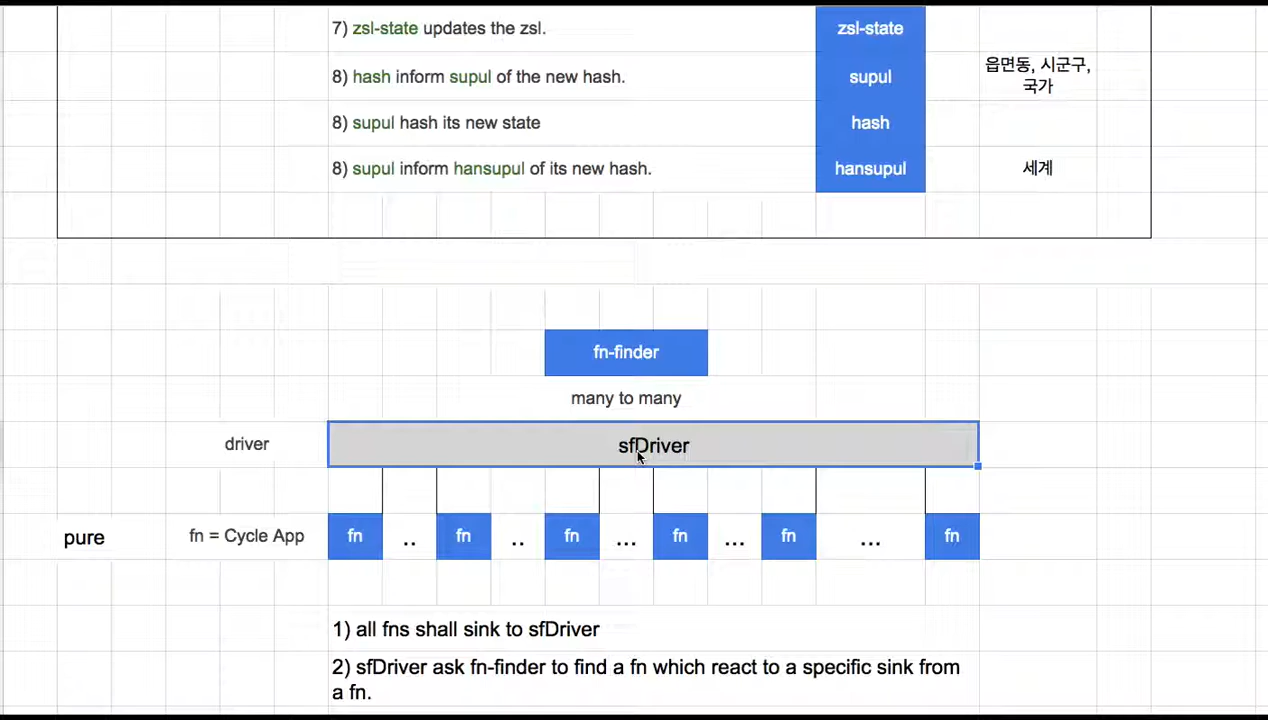 7) zsl-state updates the zsl.
zsl-state
8) hash inform supul of the new hash.
supul
읍면동, 시군구,
국가
8) supul hash its new state
hash
8) supul inform hansupul of its new hash.
hansupul
세계
fn-finder
many to many
driver
sfDriver
pure
fn = Cycle App
fn .. fn .. fn ... fn ... fn ... fn
1) all fns shall sink to sfDriver
2) sfDriver ask fn-finder to find a fn which react to a specific sink from
a fn.